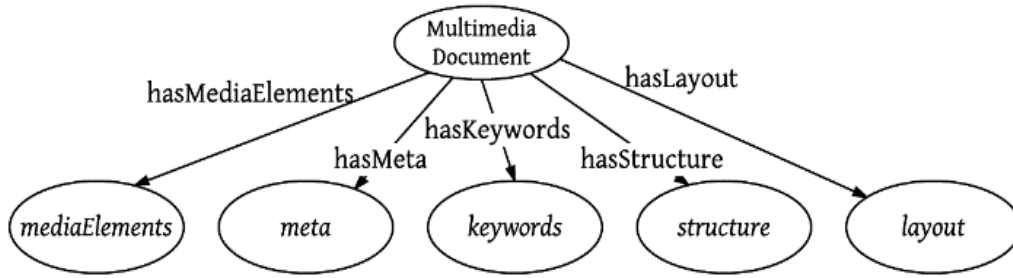 Multimedia
Document
hasLayout
hasMediaElements
hasKeywords
hasMeta
hasStructure
mediaElements
meta
keywords
structure
layout